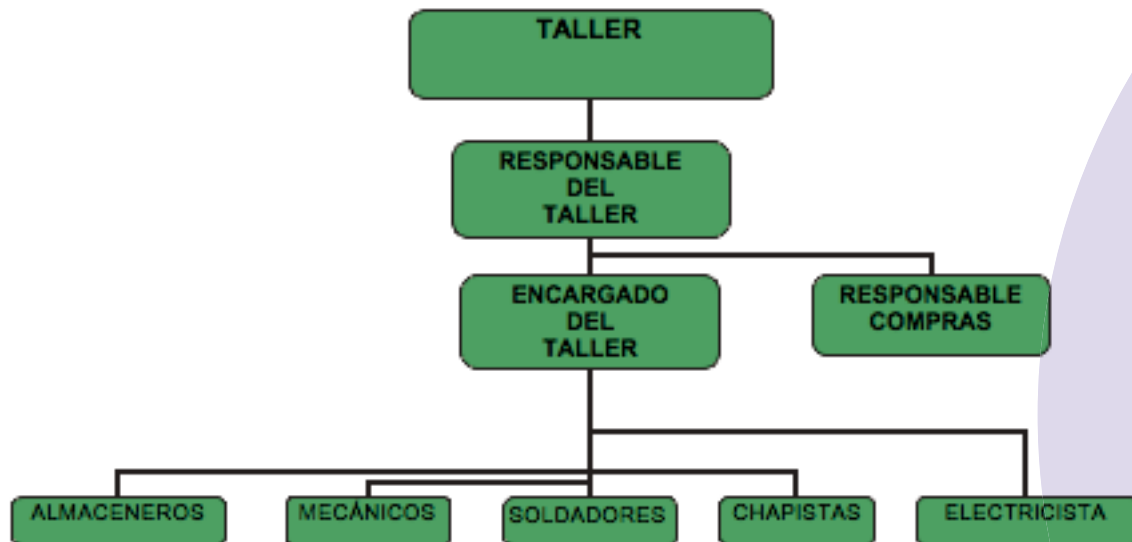 TALLER
RESPONSABLE
DEL
TALLER
ENCARGADO
DEL
TALLER
RESPONSABLE
COMPRAS
ALMACENEROS
MECÁNICOS
SOLDADORES
CHAPISTAS
ELECTRICISTA